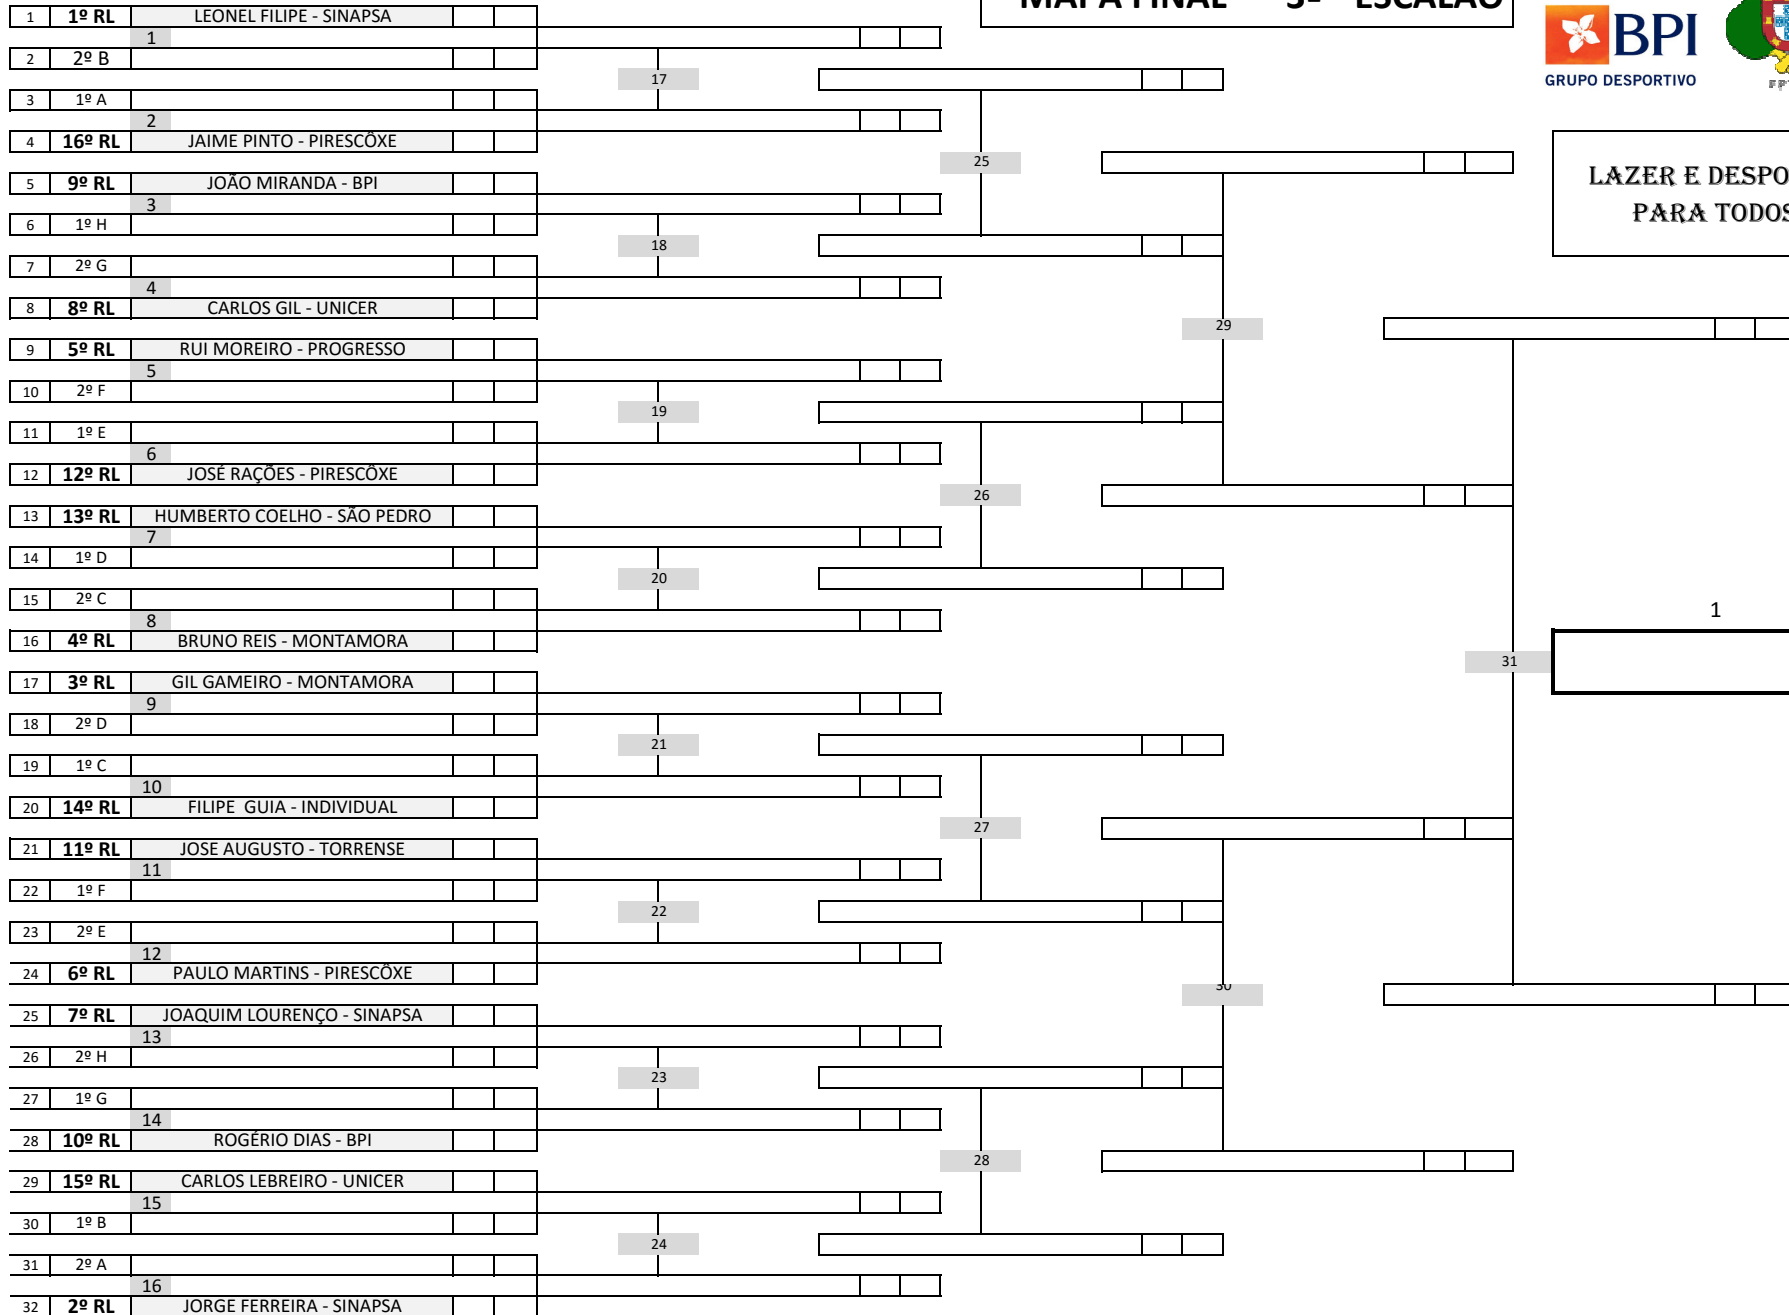 MAPA FINAL - 3º ESCALÃO
BPI
GRUPO DESPORTIVO
LAZER E DESPO
PARA TODOS
1 1º RL LEONEL FILIPE - SINAPSA
1
2 2º B
17
3 1º A
2
4 16º RL JAIME PINTO - PIRESCÔXE
25
5 9º RL JOÃO MIRANDA - BPI
3
6 1º H
18
7 2º G
4
8 8º RL CARLOS GIL - UNICER
29
9 5º RL RUI MOREIRO - PROGRESSO
5
10 2º F
19
11 1º E
6
12 12º RL JOSÉ RAÇÕES - PIRESCÔXE
26
13 13º RL HUMBERTO COELHO - SÃO PEDRO
7
14 1º D
20
15 2º C
8
1
16 4º RL BRUNO REIS - MONTAMORA
31
17 3º RL GIL GAMEIRO - MONTAMORA
9
18 2º D
21
19 1º C
10
20 14º RL FILIPE GUIA - INDIVIDUAL
27
21 11º RL JOSE AUGUSTO - TORRENSE
11
22 1º F
22
23 2º E
12
24 6º RL PAULO MARTINS - PIRESCÔXE
30
25 7º RL JOAQUIM LOURENÇO - SINAPSA
13
26 2º H
23
27 1º G
14
28 10º RL ROGÉRIO DIAS - BPI
28
29 15º RL CARLOS LEBREIRO - UNICER
15
30 1º B
24
31 2º A
16
32 2º RL JORGE FERREIRA - SINAPSA